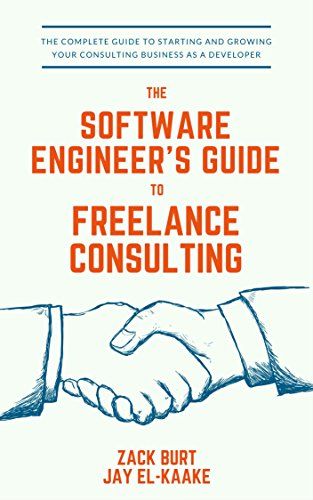 THE COMPLETE GUIDE TO STARTING AND GROWING
YOUR CONSULTING BUSINESS AS A DEVELOPER
THE
SOFTWARE
ENGINEER'S GUIDE
TO
FREELANCE
CONSULTING
ZACK BURT
JAY EL-KAAKE